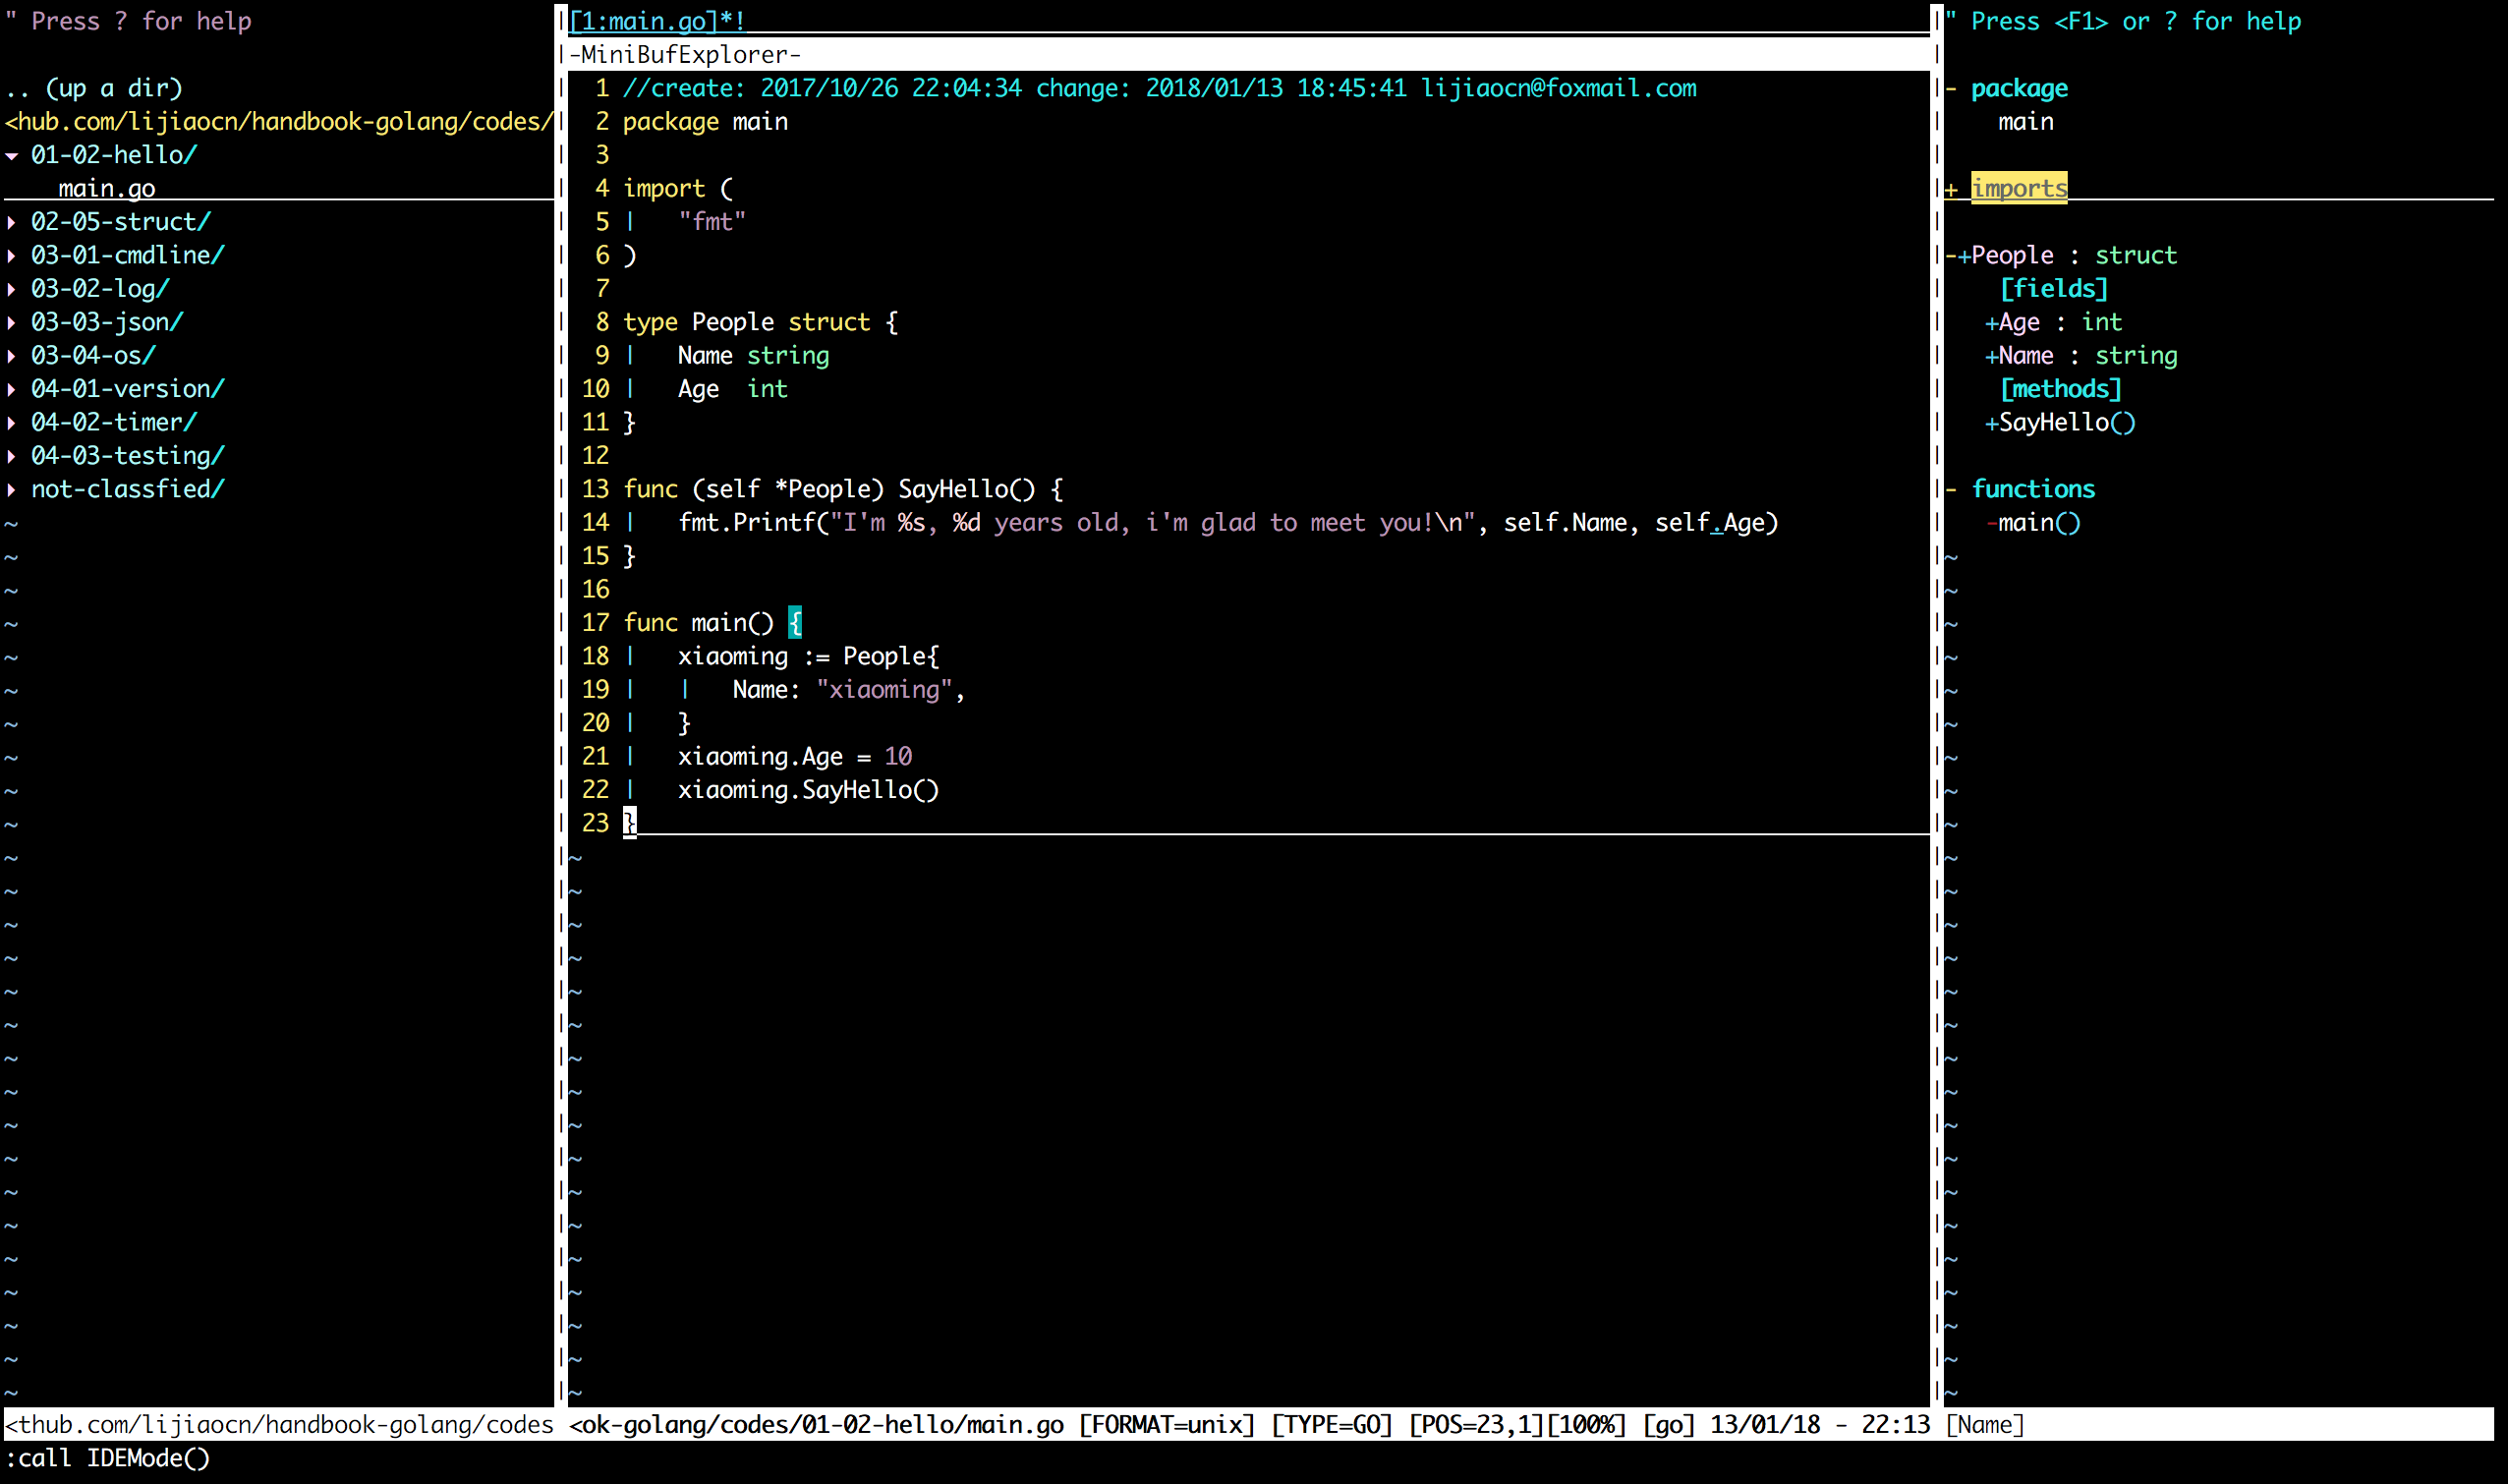 " Press ? for help
.. (up a dir)
<hub.com/lijiaocn/handbook-golang/codes/
▾ 01-02-hello/
main.go
▸ 02-05-struct/
▸ 03-01-cmdline/
▸ 03-02-log/
▸ 03-03-json/
▸ 03-04-os/
▸ 04-01-version/
▸ 04-02-timer/
▸ 04-03-testing/
▸ not-classfied/
[1:main.go]*!
-MiniBufExplorer-
1 //create: 2017/10/26 22:04:34 change: 2018/01/13 18:45:41 lijiaocn@foxmail.com
2 package main
3
4 import (
5 |   "fmt"
6 )
7
8 type People struct {
9 |   Name string
10 |   Age  int
11 }
12
13 func (self *People) SayHello() {
14 |   fmt.Printf("I'm %s, %d years old, i'm glad to meet you!\n", self.Name, self.Age)
15 }
16
17 func main() {
18 |   xiaoming := People{
19 |   |   Name: "xiaoming",
20 |   }
21 |   xiaoming.Age = 10
22 |   xiaoming.SayHello()
23 }
" Press <F1> or ? for help
- package
main
+ imports
-+People : struct
[fields]
+Age : int
+Name : string
[methods]
+SayHello()
- functions
-main()
<thub.com/lijiaocn/handbook-golang/codes <ok-golang/codes/01-02-hello/main.go [FORMAT=unix] [TYPE=GO] [POS=23,1][100%] [go] 13/01/18 - 22:13 [Name]
:call IDEMode()